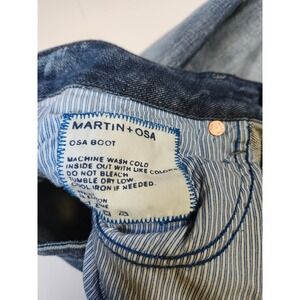 MARTIN + OSA
OSA BOOT
MACHINE WASH COLD
INSIDE OUT WITH LIKE COLORS
DO NOT BLEACH
TUMBLE DRY LOW
COOL IRON IF NEEDED.